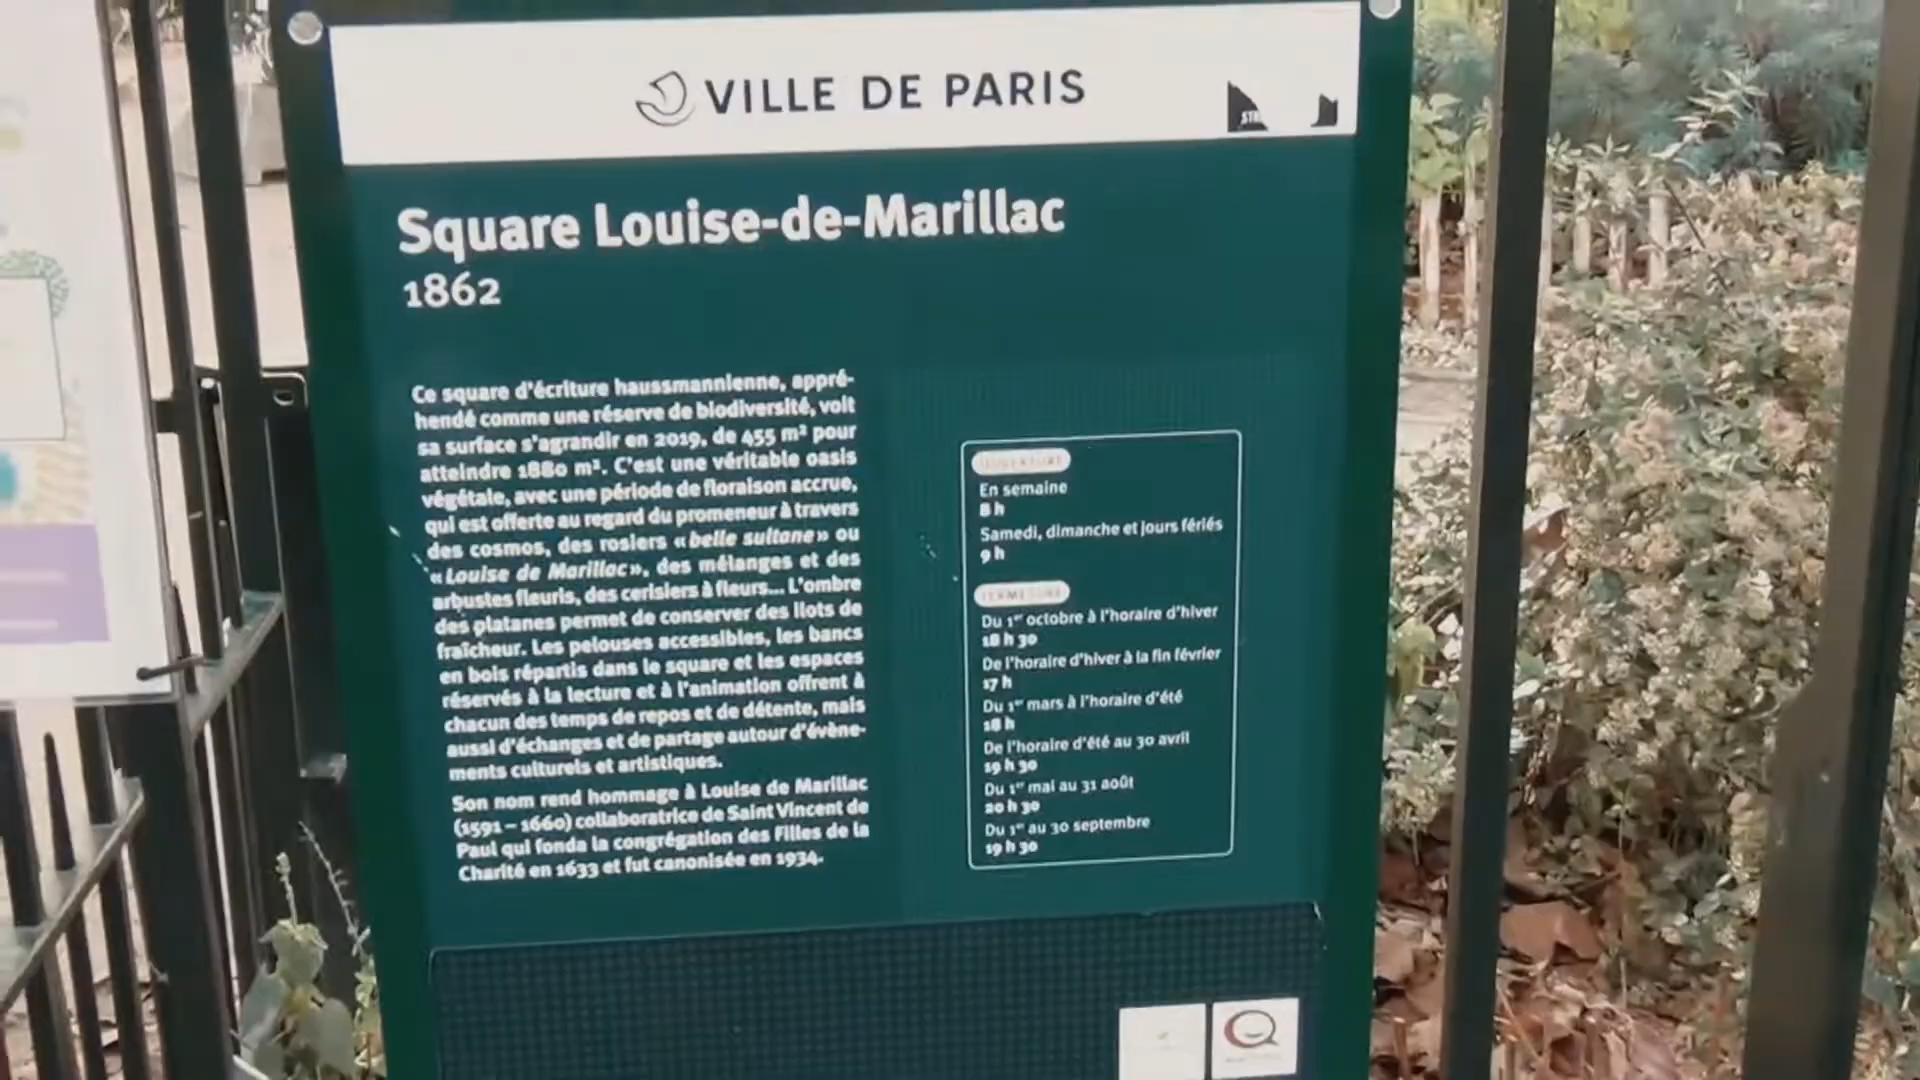 VILLE DE PARIS
Square Louise-de-Marillac
1862
Ce square d'écriture haussmannienne, appré-
hendé comme une réserve de biodiversité, voit
sa surface s'agrandir en 2019, de 455 m² pour
atteindre 1880 m². C'est une véritable oasis
végétale, avec une période de floraison accrue,
qui est offerte au regard du promeneur à travers
des cosmos, des rosiers « belle sultane » ou
« Louise de Marillac », des mélanges et des
arbustes fleuris, des cerisiers à fleurs... L'ombre
des platanes permet de conserver des îlots de
fraîcheur. Les pelouses accessibles, les bancs
en bois répartis dans le square et les espaces
réservés à la lecture et à l'animation offrent à
chacun des temps de repos et de détente, mais
aussi d'échanges et de partage autour d'évène-
ments culturels et artistiques.
Son nom rend hommage à Louise de Marillac
(1591 – 1660) collaboratrice de Saint Vincent de
Paul qui fonda la congrégation des Filles de la
Charité en 1633 et fut canonisée en 1934.
OUVERTURE
En semaine
8 h
Samedi, dimanche et jours fériés
9 h
FERMETURE
Du 1er octobre à l'horaire d'hiver
18 h 30
De l'horaire d'hiver à la fin février
17 h
Du 1er mars à l'horaire d'été
18 h
De l'horaire d'été au 30 avril
19 h 30
Du 1er mai au 31 août
20 h 30
Du 1er au 30 septembre
19 h 30